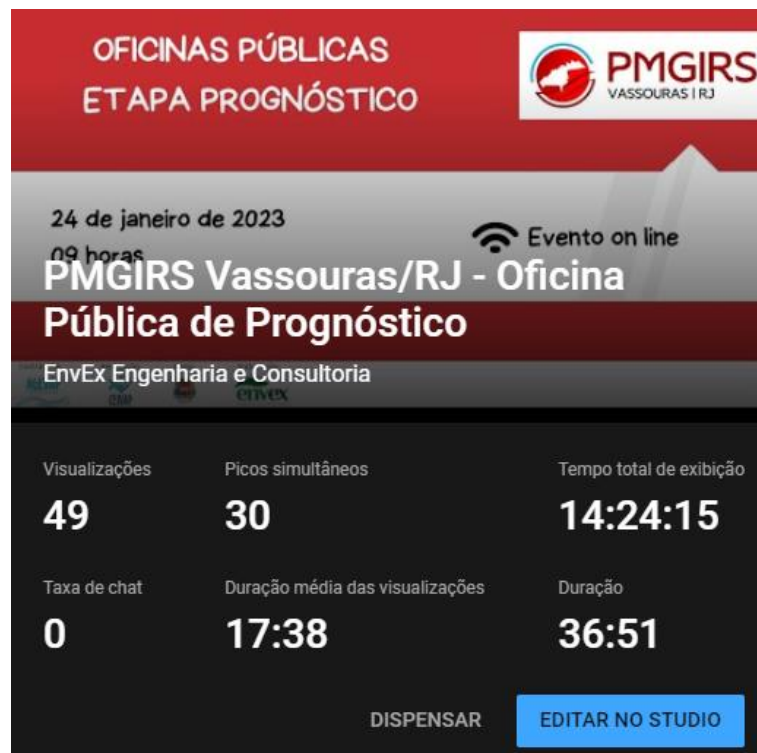 OFICINAS PÚBLICAS
ETAPA PROGNÓSTICO
PMGIRS
VASSOURAS | RJ
24 de janeiro de 2023
09 horas
Evento on line
PMGIRS Vassouras/RJ - Oficina
Pública de Prognóstico
EnvEx Engenharia e Consultoria
envex
Visualizações
Picos simultâneos
Tempo total de exibição
49
30
14:24:15
Taxa de chat
Duração média das visualizações
Duração
0
17:38
36:51
DISPENSAR
EDITAR NO STUDIO